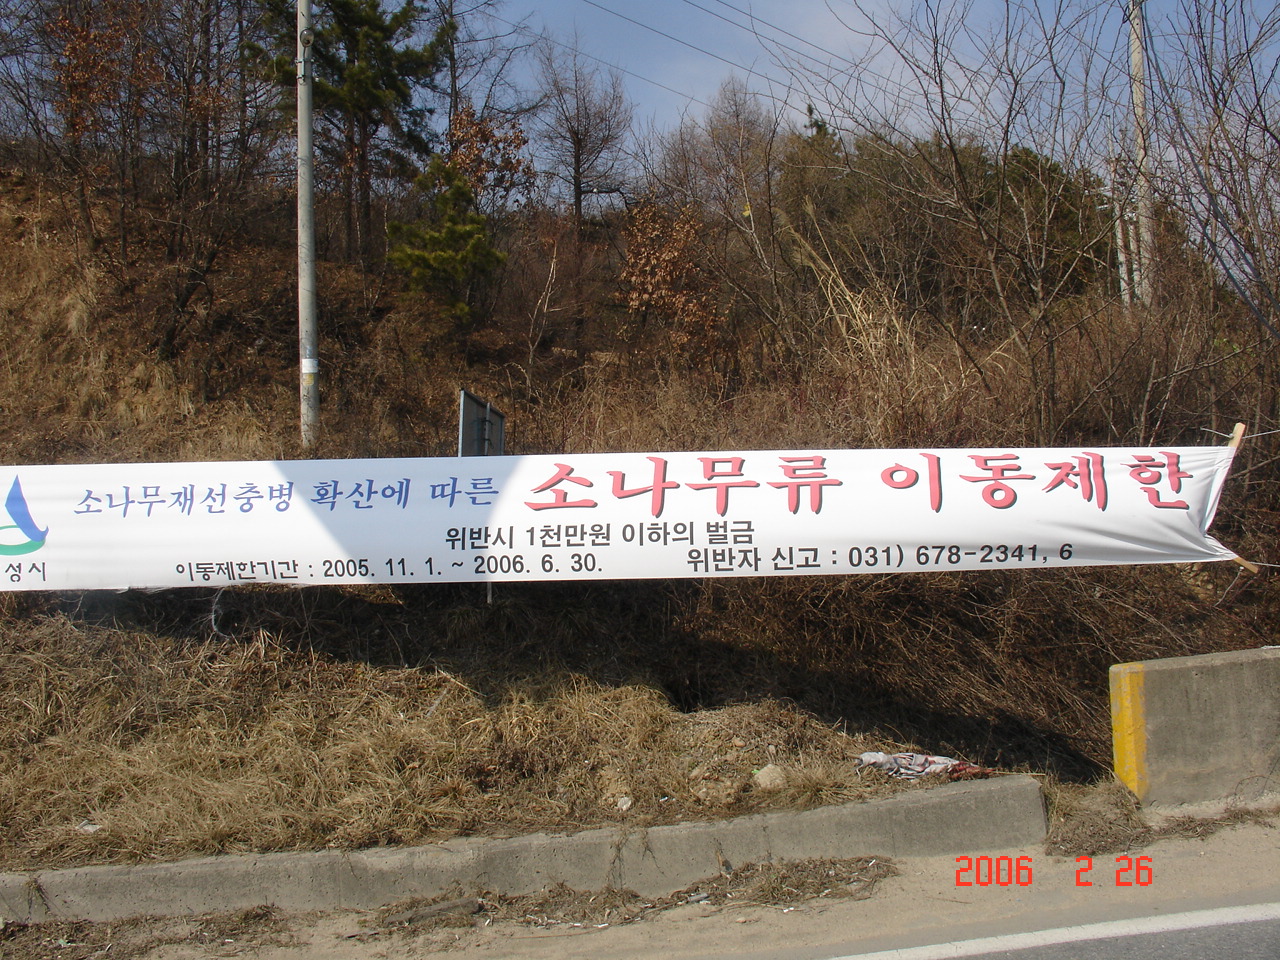 소나무재선충병 확산에 따른 소나무류 이동제한
위반시 1천만원 이하의 벌금
성시 이동제한기간 : 2005. 11. 1. ~ 2006. 6. 30. 위반자 신고 : 031) 678-2341, 6
2006 2 26